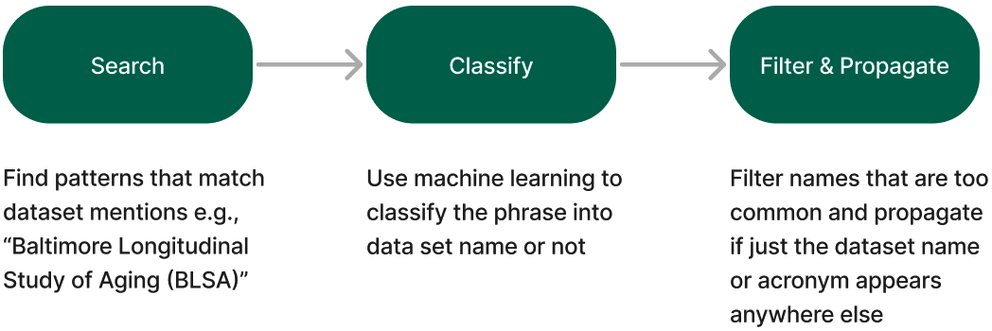 Search
Classify
Filter & Propagate
Find patterns that match
dataset mentions e.g.,
“Baltimore Longitudinal
Study of Aging (BLSA)”
Use machine learning to
classify the phrase into
data set name or not
Filter names that are too
common and propagate
if just the dataset name
or acronym appears
anywhere else